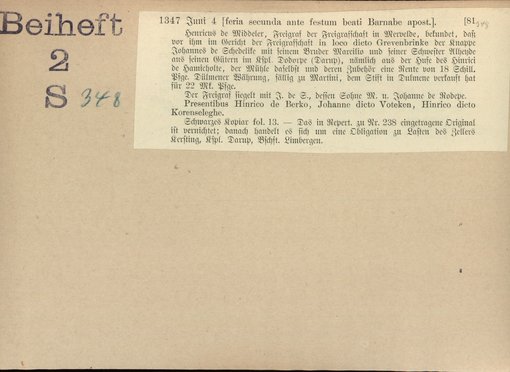 Beiheft
2
S 348
1347 Juni 4 [feria secunda ante festum beati Barnabe apost.]. [81
348
Henricus de Middeler, Freigraf der Freigrafschaft in Mervelde, bekundet, daß
vor ihm im Gericht der Freigrafschaft in loco dicto Grevenbrinke der Knappe
Johannes de Schedelike mit seinem Bruder Marcilio und seiner Schwester Alheyde
aus seinen Gütern im Kspl. Dodorpe (Darup), nämlich aus der Hufe des Hinrici
de Hamicholte, der Mühle daselbst und deren Zubehör eine Rente von 18 Schill.
Pfge. Dülmener Währung, fällig zu Martini, dem Stift in Dulmene verkauft hat
für 22 Mk. Pfge.
Der Freigraf siegelt mit J. de S., dessen Sohne M. u. Johanne de Rodepe.
Presentibus Hinrico de Berko, Johanne dicto Voteken, Hinrico dicto
Korenseleghe.
Schwarzes Kopiar fol. 13. — Das in Repert. zu Nr. 238 eingetragene Original
ist vernichtet; danach handelt es sich um eine Obligation zu Lasten des Zellers
Kersting, Kspl. Darup, Bschft. Limbergen.